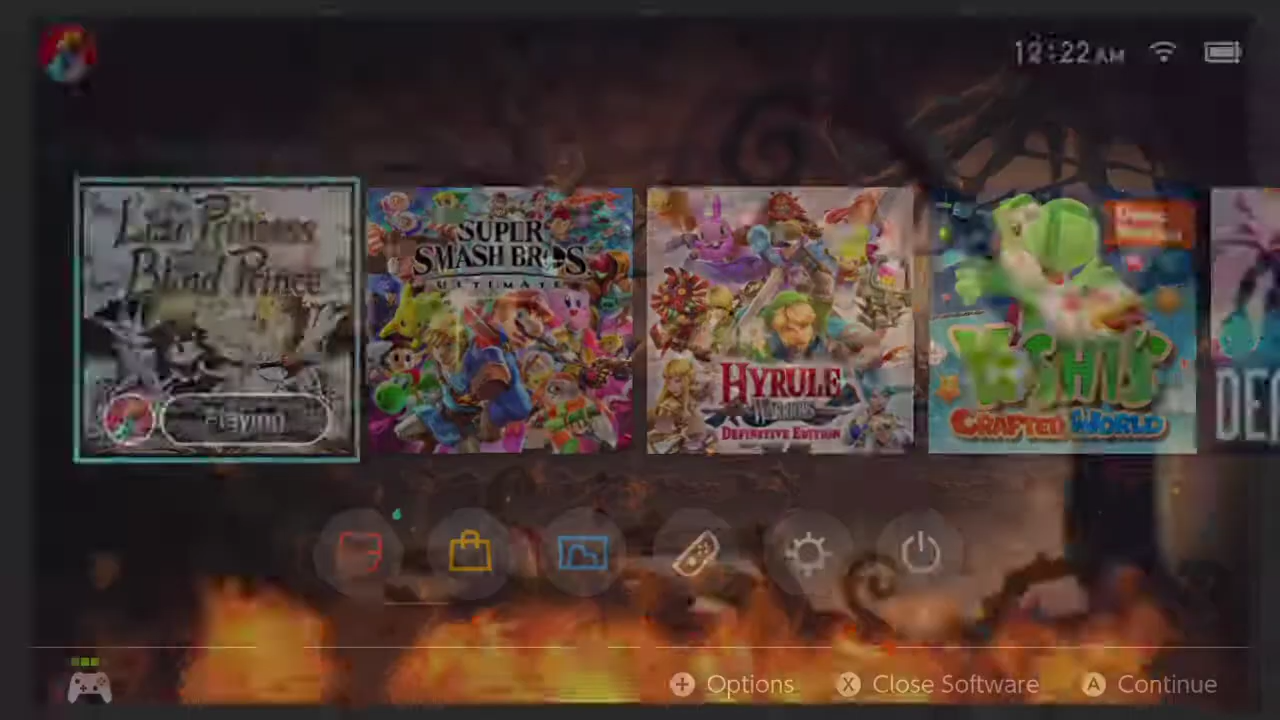 12:22 AM
Liar Princess
Blind Prince
Playing
SUPER
SMASH BROS
ULTIMATE
HYRULE
WARRIORS
DEFINITIVE EDITION
YOSHI'S
CRAFTED WORLD
DEA
Options
X Close Software
A Continue